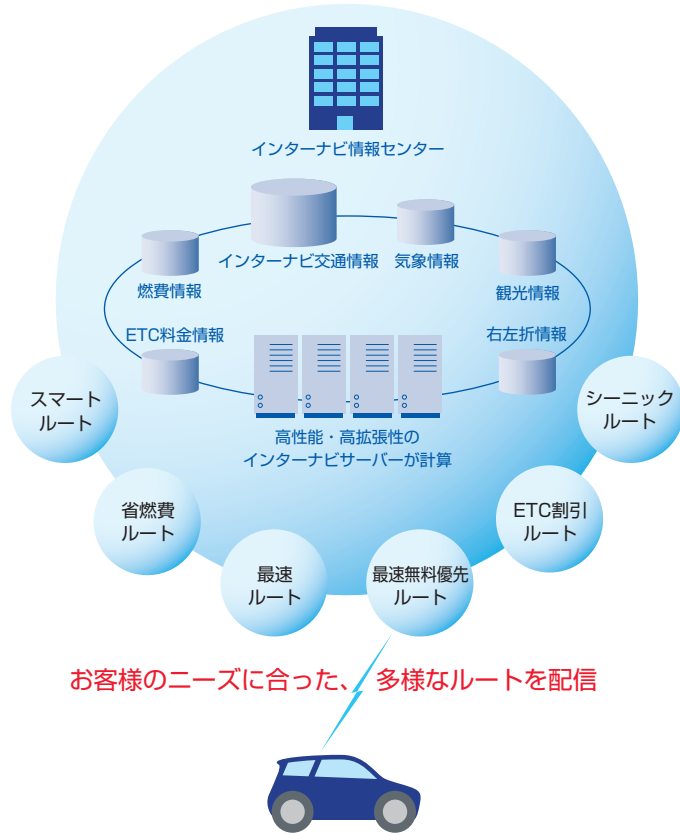 インターナビ情報センター
インターナビ交通情報
気象情報
燃費情報
観光情報
ETC料金情報
右左折情報
高性能・高拡張性の
インターナビサーバーが計算
スマート
ルート
シーニック
ルート
省燃費
ルート
ETC割引
ルート
最速
ルート
最速無料優先
ルート
お客様のニーズに合った、多様なルートを配信